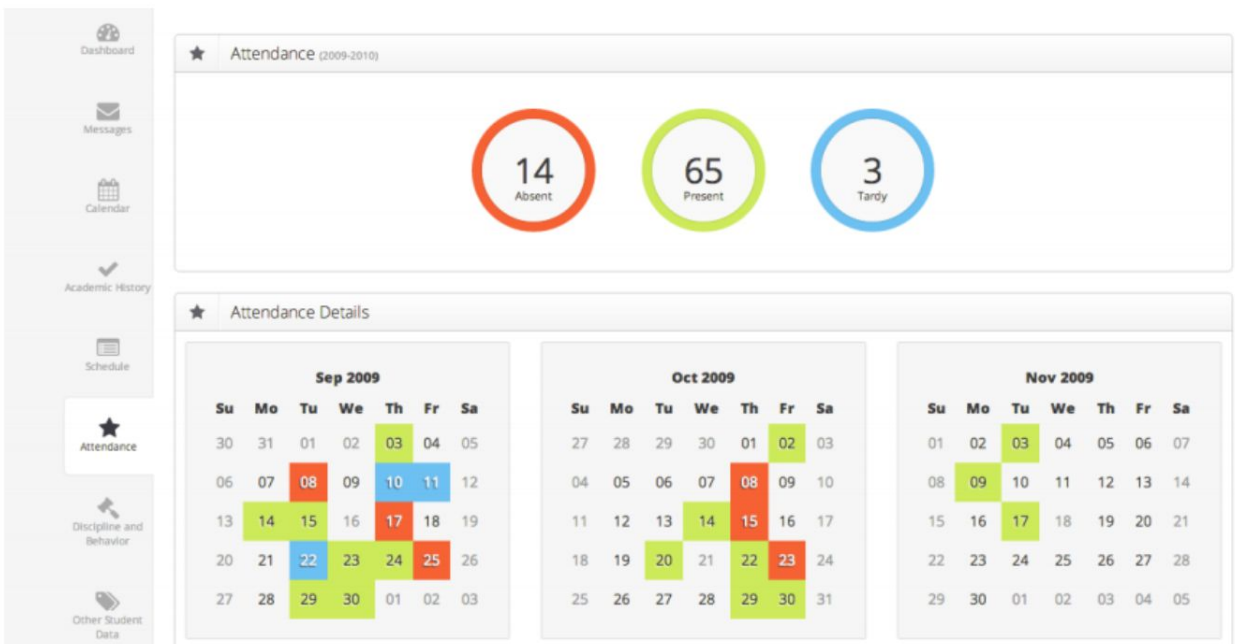 Dashboard
Messages
Calendar
Academic History
Schedule
Attendance
Discipline and
Behavior
Other Student
Data
Attendance (2009-2010)
14
Absent
65
Present
3
Tardy
Attendance Details
Sep 2009
Su Mo Tu We Th Fr Sa
30 31 01 02 03 04 05
06 07 08 09 10 11 12
13 14 15 16 17 18 19
20 21 22 23 24 25 26
27 28 29 30 01 02 03
Oct 2009
Su Mo Tu We Th Fr Sa
27 28 29 30 01 02 03
04 05 06 07 08 09 10
11 12 13 14 15 16 17
18 19 20 21 22 23 24
25 26 27 28 29 30 31
Nov 2009
Su Mo Tu We Th Fr Sa
01 02 03 04 05 06 07
08 09 10 11 12 13 14
15 16 17 18 19 20 21
22 23 24 25 26 27 28
29 30 01 02 03 04 05